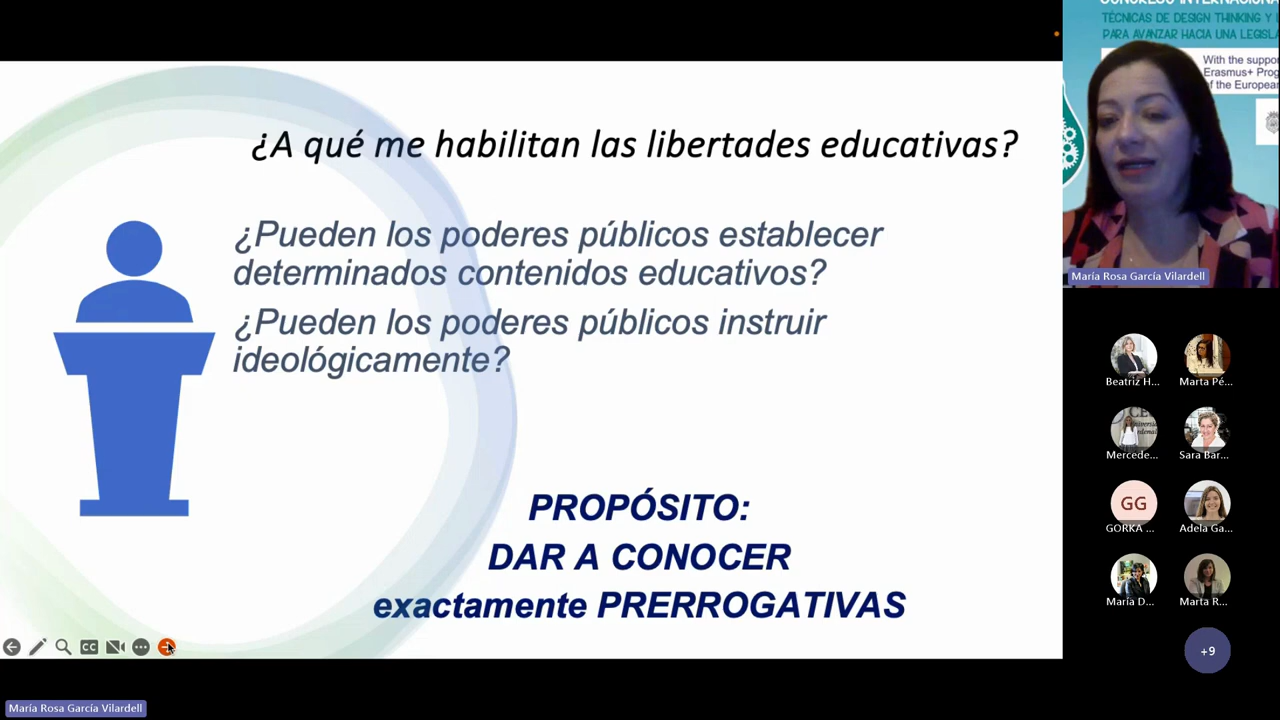 ¿A qué me habilitan las libertades educativas?
¿Pueden los poderes públicos establecer
determinados contenidos educativos?
¿Pueden los poderes públicos instruir
ideológicamente?
PROPÓSITO:
DAR A CONOCER
exactamente PRERROGATIVAS
CC
María Rosa García Vilardell
CONGRESO INTERNACIONA
TÉCNICAS DE DESIGN THINKING Y
PARA AVANZAR HACIA UNA LEGISLA
With the suppor
Erasmus+ Prog
of the European
María Rosa García Vilardell
Beatriz H...
Marta Pé...
Mercede...
Sara Bar...
GG
GORKA ...
Adela Ga...
María D...
Marta R...
+9